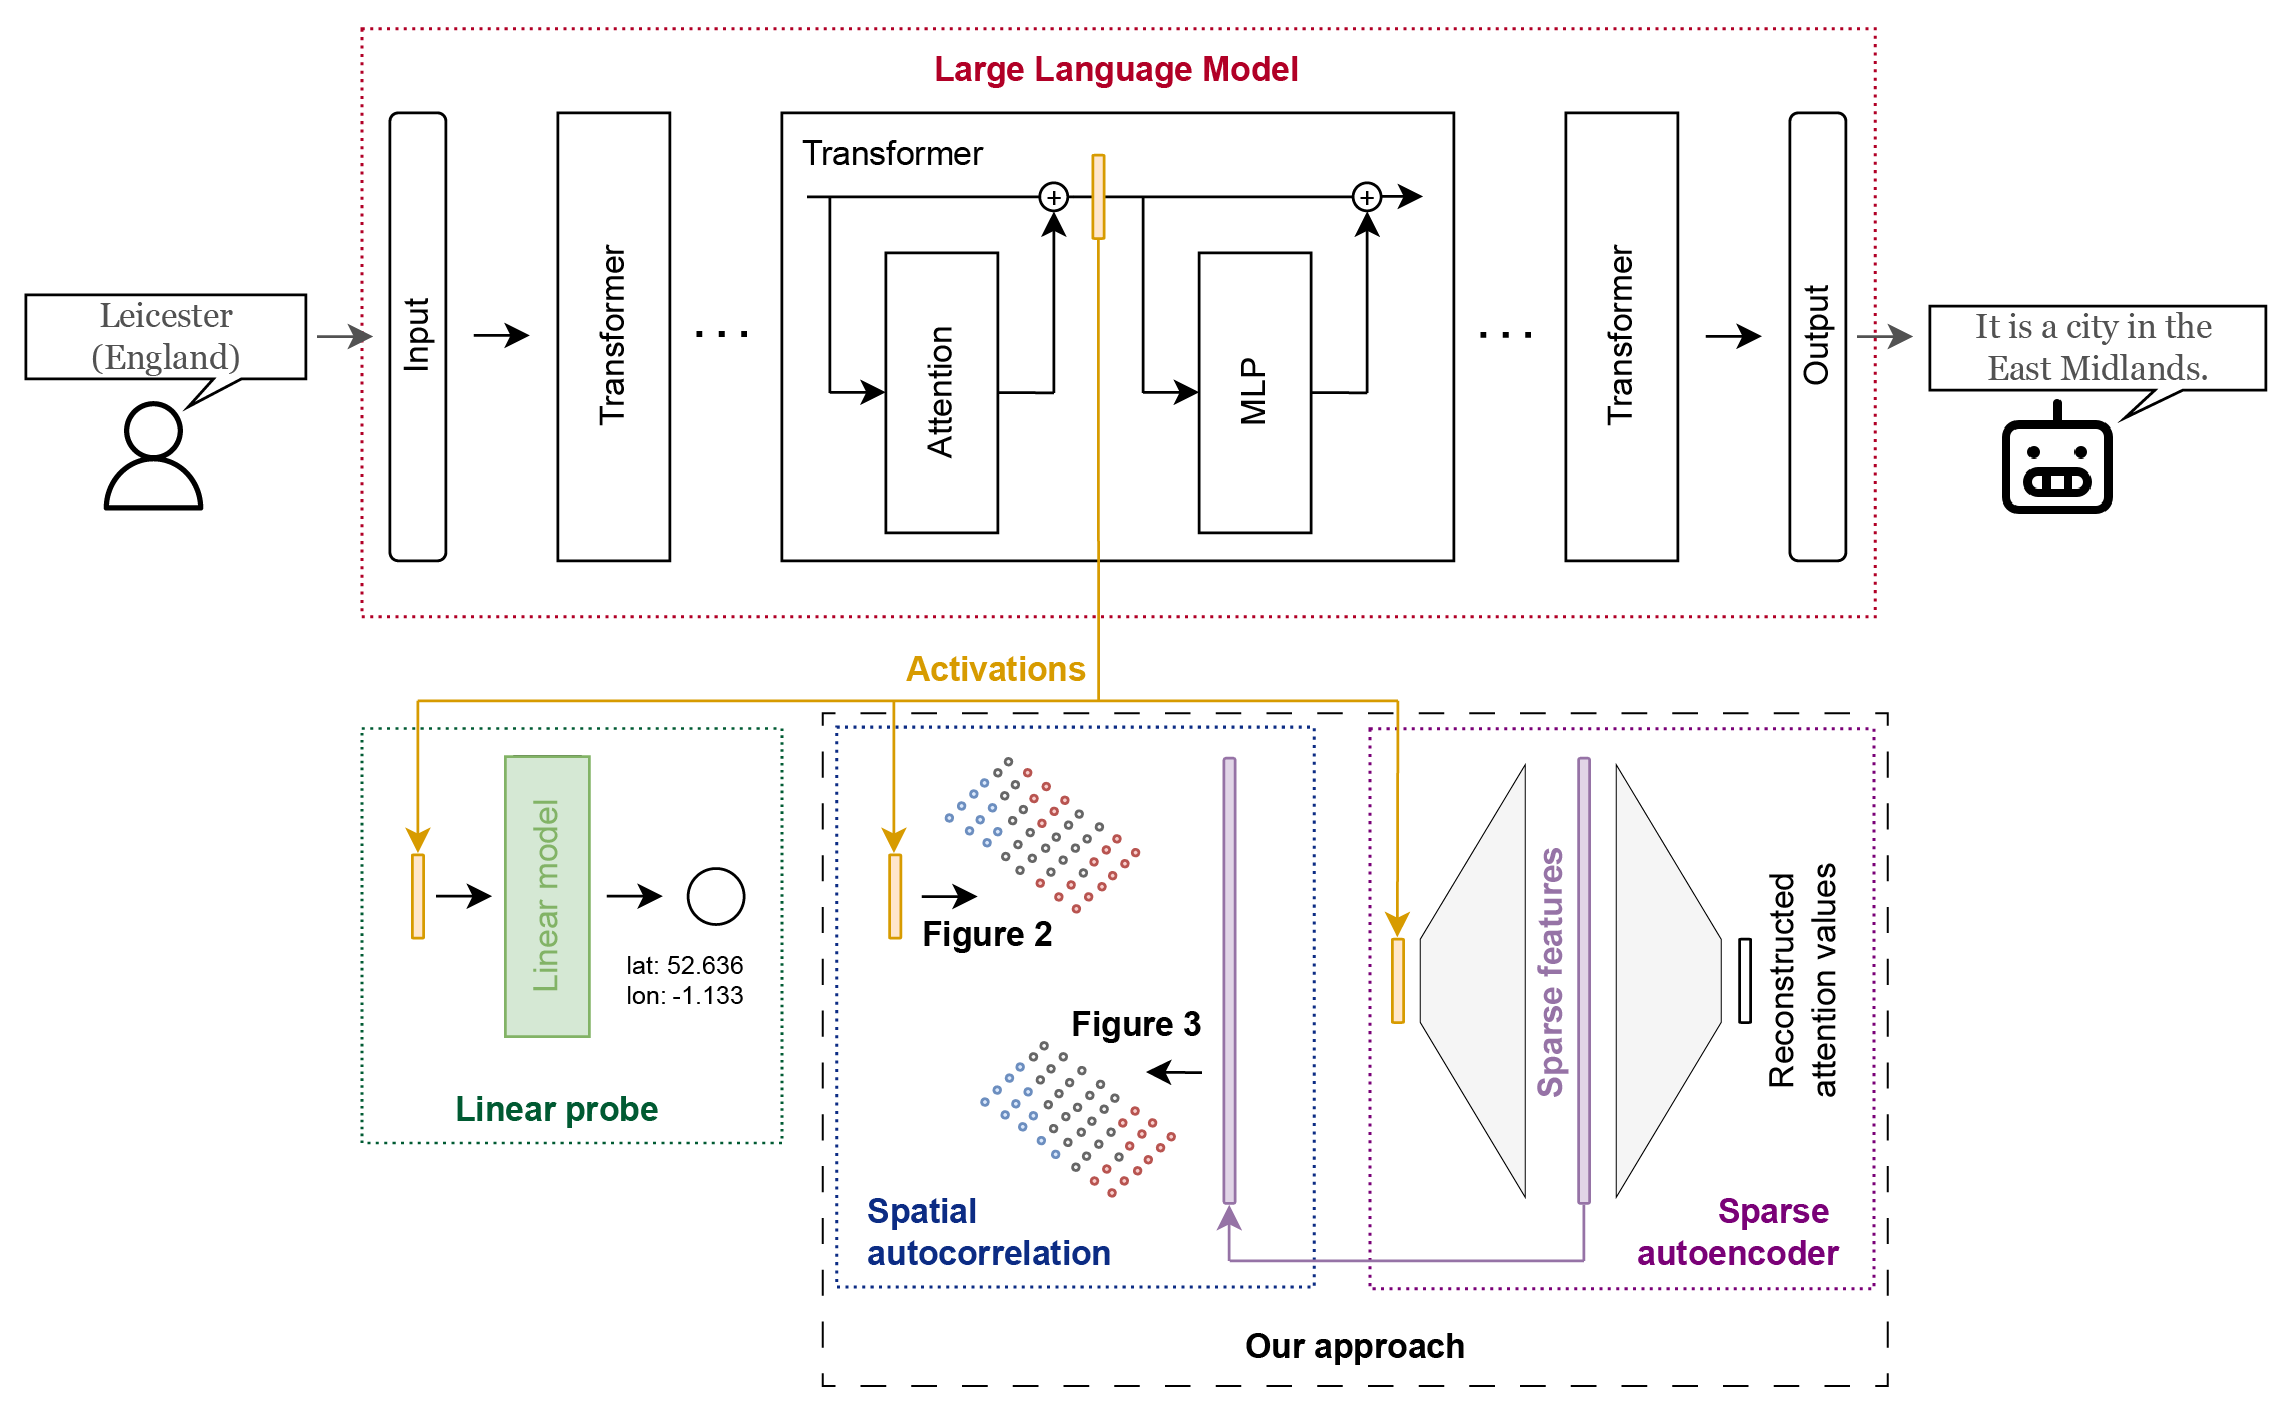 Large Language Model
Leicester
(England)
Input
Transformer
. . .
Transformer
+
+
Attention
MLP
. . .
Transformer
Output
It is a city in the
East Midlands.
Activations
Linear model
lat: 52.636
lon: -1.133
Linear probe
Figure 2
Figure 3
Spatial
autocorrelation
Sparse features
Reconstructed
attention values
Sparse
autoencoder
Our approach